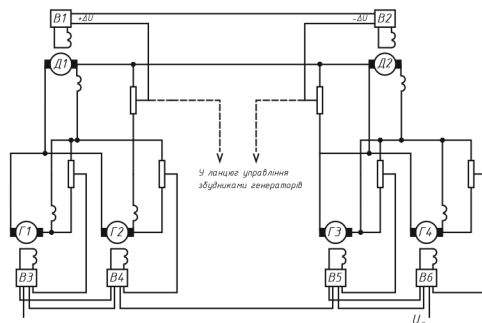 В1
+ΔU
−ΔU
В2
Д1
Д2
У ланцюг управління
збудниками генераторів
Г1
Г2
Г3
Г4
В3
В4
В5
В6